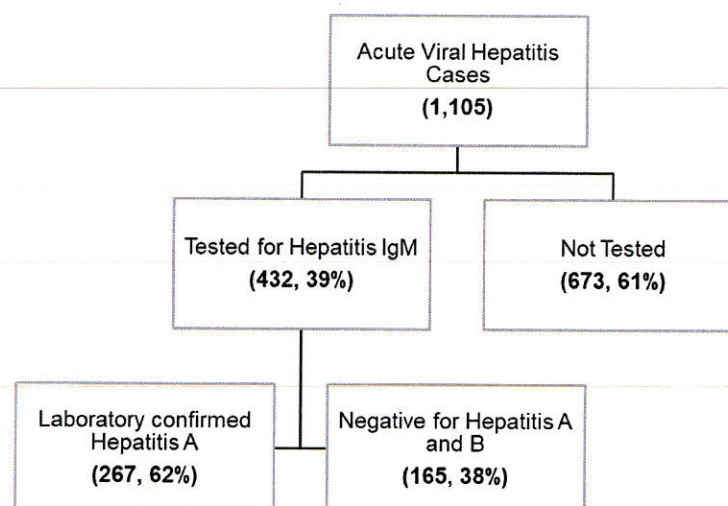 Acute Viral Hepatitis
Cases
(1,105)
Tested for Hepatitis IgM
(432, 39%)
Not Tested
(673, 61%)
Laboratory confirmed
Hepatitis A
(267, 62%)
Negative for Hepatitis A
and B
(165, 38%)